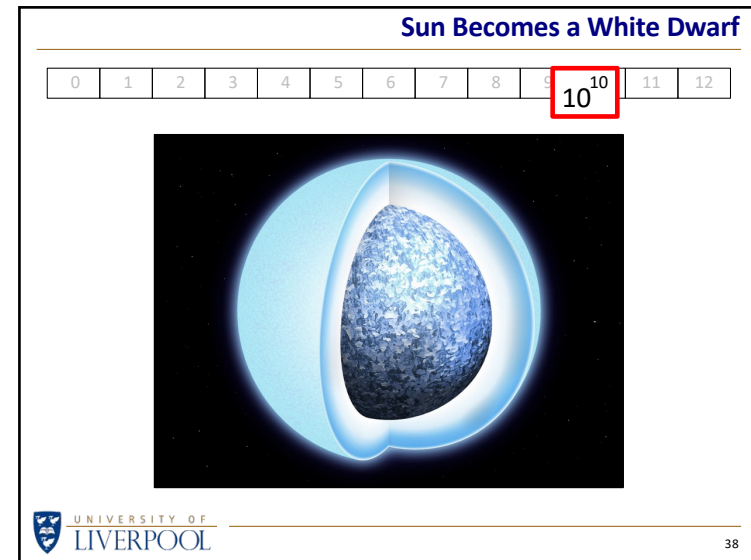 Sun Becomes a White Dwarf
0 1 2 3 4 5 6 7 8 9 10^10 11 12
UNIVERSITY OF
LIVERPOOL
38